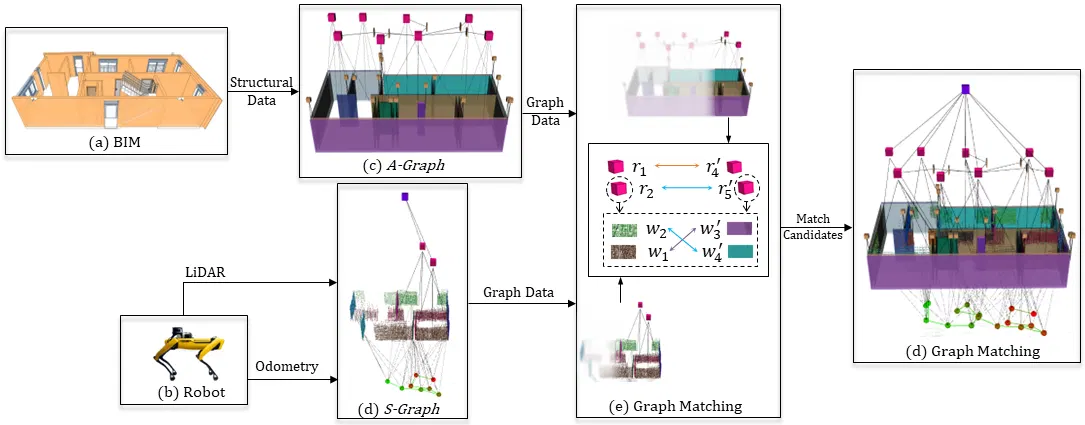 (a) BIM
Structural
Data
(c) A-Graph
Graph
Data
LiDAR
Odometry
(b) Robot
(d) S-Graph
Graph Data
r₁ r₄′
r₂ r₅′
w₂ w₃′
w₁ w₄′
(e) Graph Matching
Match
Candidates
(d) Graph Matching